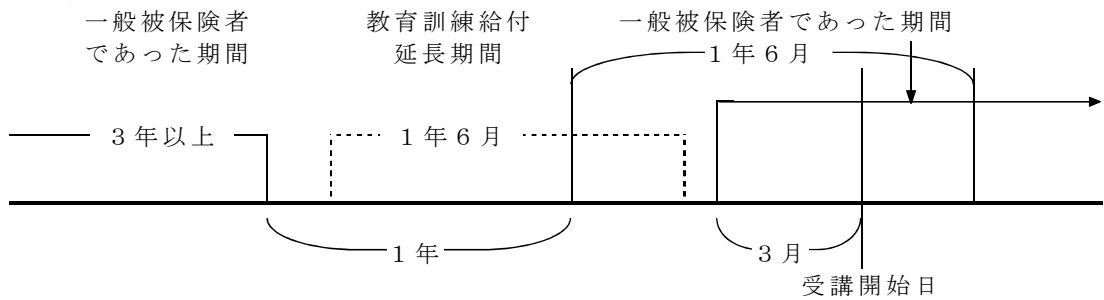 一般被保険者
であった期間
教育訓練給付
延長期間
一般被保険者であった期間
1年6月
3年以上
1年6月
1年
3月
受講開始日